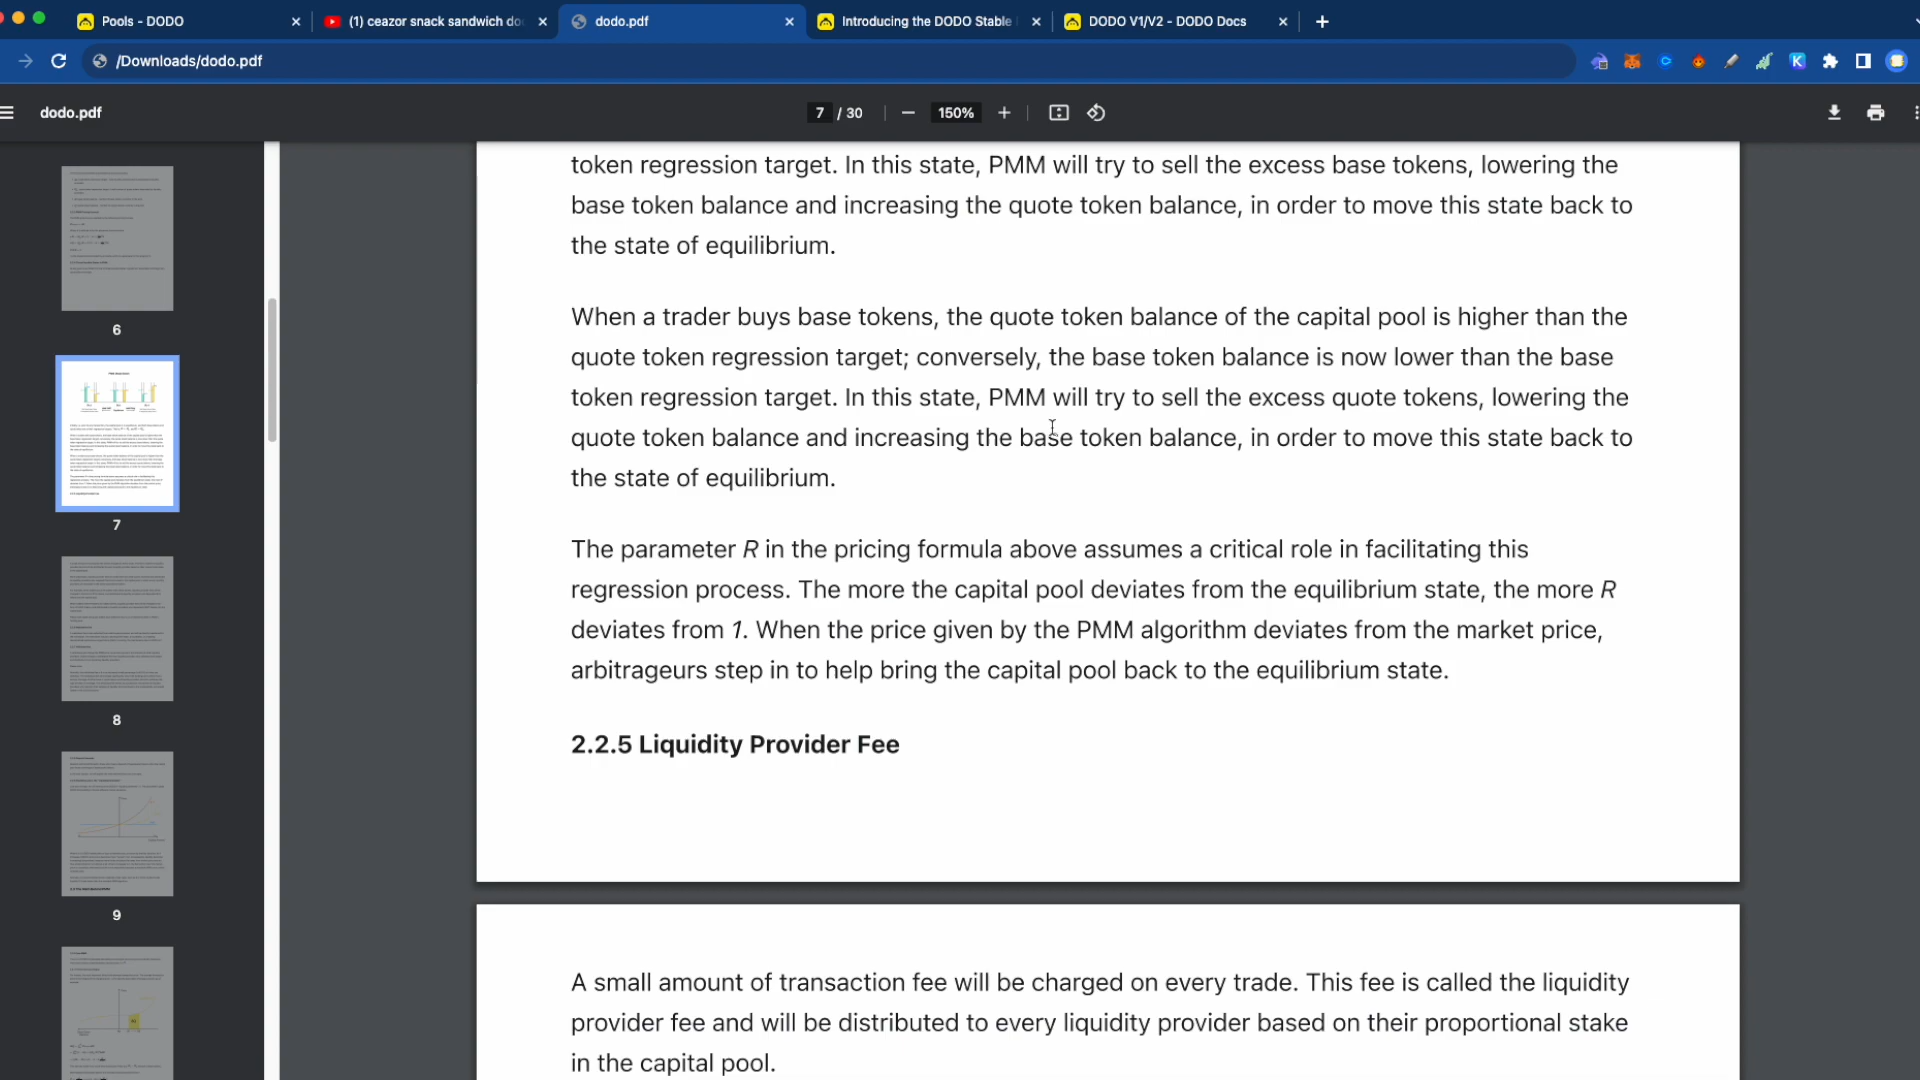 Pools - DODO
(1) ceazor snack sandwich do
dodo.pdf
Introducing the DODO Stable
DODO V1/V2 - DODO Docs
/Downloads/dodo.pdf
K
dodo.pdf
7 / 30
150%
6
7
8
9
token regression target. In this state, PMM will try to sell the excess base tokens, lowering the
base token balance and increasing the quote token balance, in order to move this state back to
the state of equilibrium.
When a trader buys base tokens, the quote token balance of the capital pool is higher than the
quote token regression target; conversely, the base token balance is now lower than the base
token regression target. In this state, PMM will try to sell the excess quote tokens, lowering the
quote token balance and increasing the base token balance, in order to move this state back to
the state of equilibrium.
The parameter R in the pricing formula above assumes a critical role in facilitating this
regression process. The more the capital pool deviates from the equilibrium state, the more R
deviates from 1. When the price given by the PMM algorithm deviates from the market price,
arbitrageurs step in to help bring the capital pool back to the equilibrium state.
2.2.5 Liquidity Provider Fee
A small amount of transaction fee will be charged on every trade. This fee is called the liquidity
provider fee and will be distributed to every liquidity provider based on their proportional stake
in the capital pool.